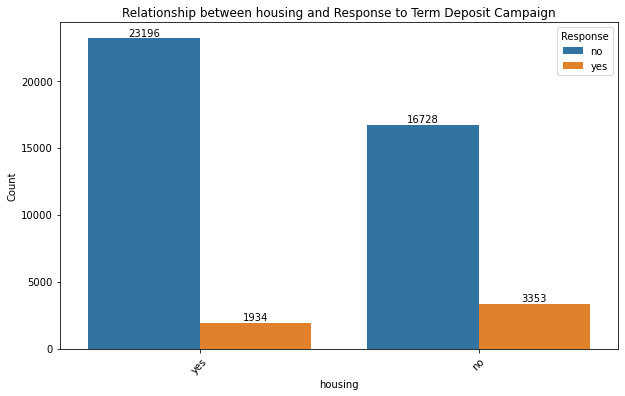 Relationship between housing and Response to Term Deposit Campaign
Response
no
yes
23196
16728
1934
3353
Count
20000
15000
10000
5000
0
yes
no
housing